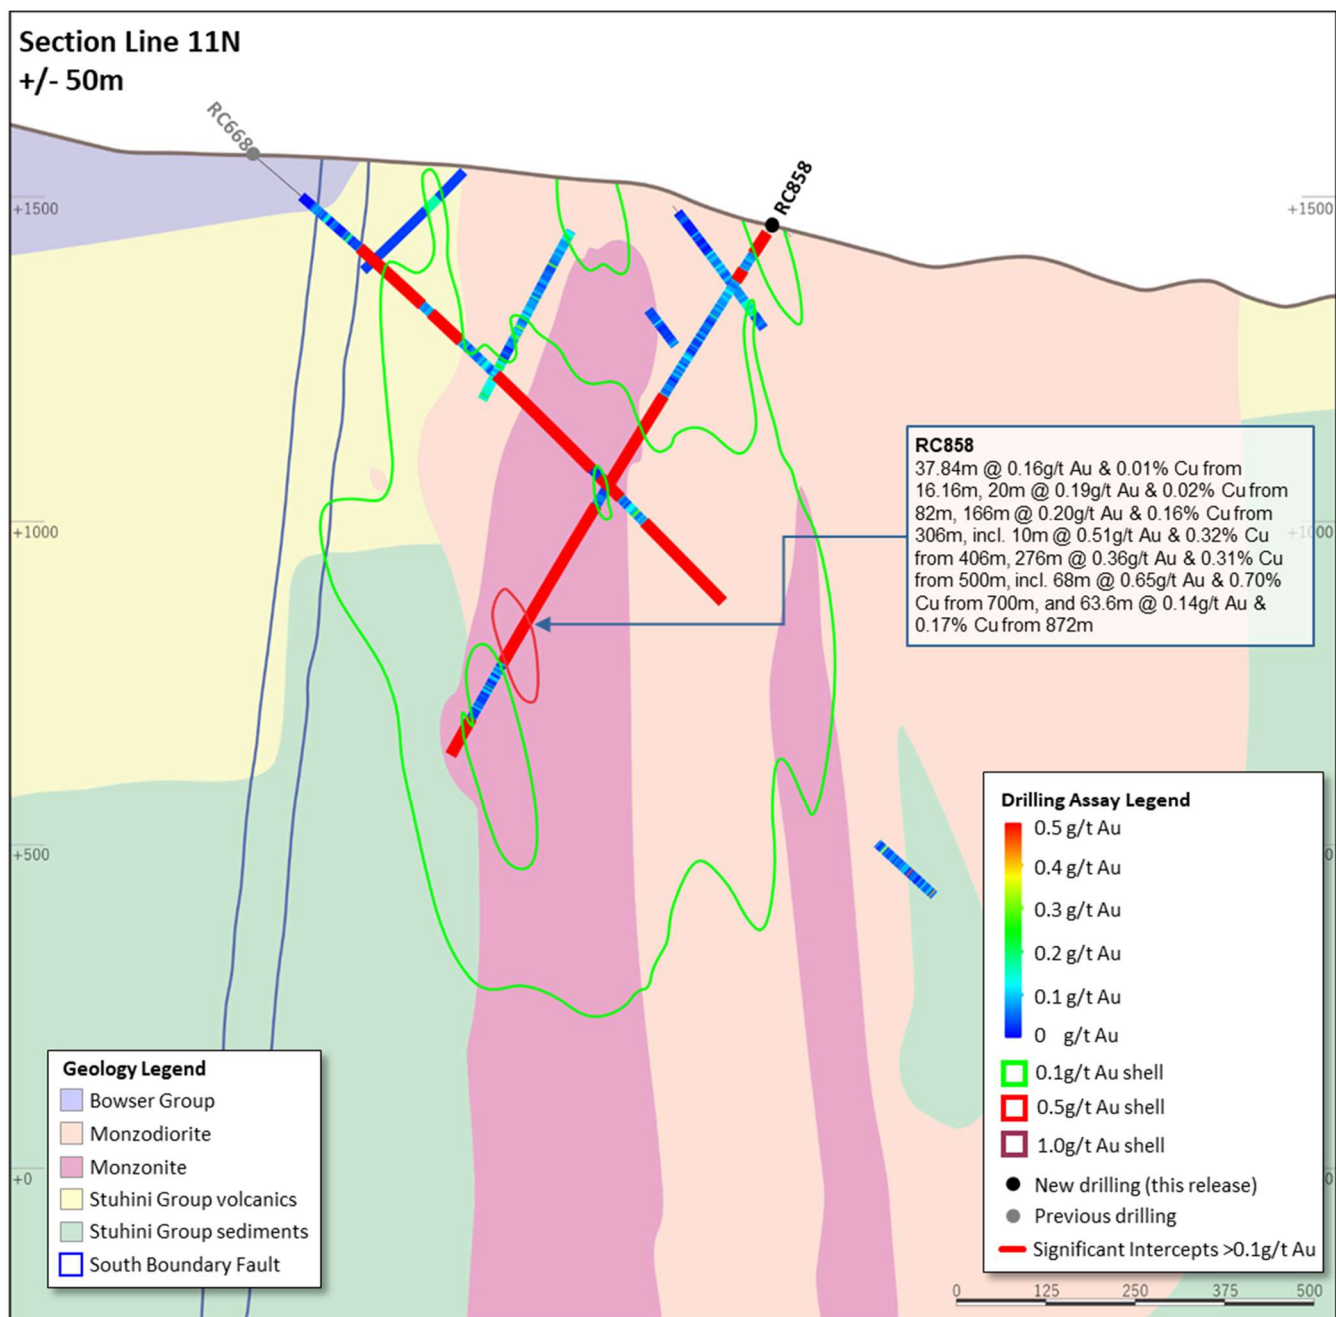 Section Line 11N
+/- 50m
RC668
RC858
+1500
+1500
+1000
+1000
+500
0
+0
0
RC858
37.84m @ 0.16g/t Au & 0.01% Cu from
16.16m, 20m @ 0.19g/t Au & 0.02% Cu from
82m, 166m @ 0.20g/t Au & 0.16% Cu from
306m, incl. 10m @ 0.51g/t Au & 0.32% Cu
from 406m, 276m @ 0.36g/t Au & 0.31% Cu
from 500m, incl. 68m @ 0.65g/t Au & 0.70%
Cu from 700m, and 63.6m @ 0.14g/t Au &
0.17% Cu from 872m
Geology Legend
Bowser Group
Monzodiorite
Monzonite
Stuhini Group volcanics
Stuhini Group sediments
South Boundary Fault
Drilling Assay Legend
0.5 g/t Au
0.4 g/t Au
0.3 g/t Au
0.2 g/t Au
0.1 g/t Au
0 g/t Au
0.1g/t Au shell
0.5g/t Au shell
1.0g/t Au shell
New drilling (this release)
Previous drilling
Significant Intercepts >0.1g/t Au
0 125 250 375 500